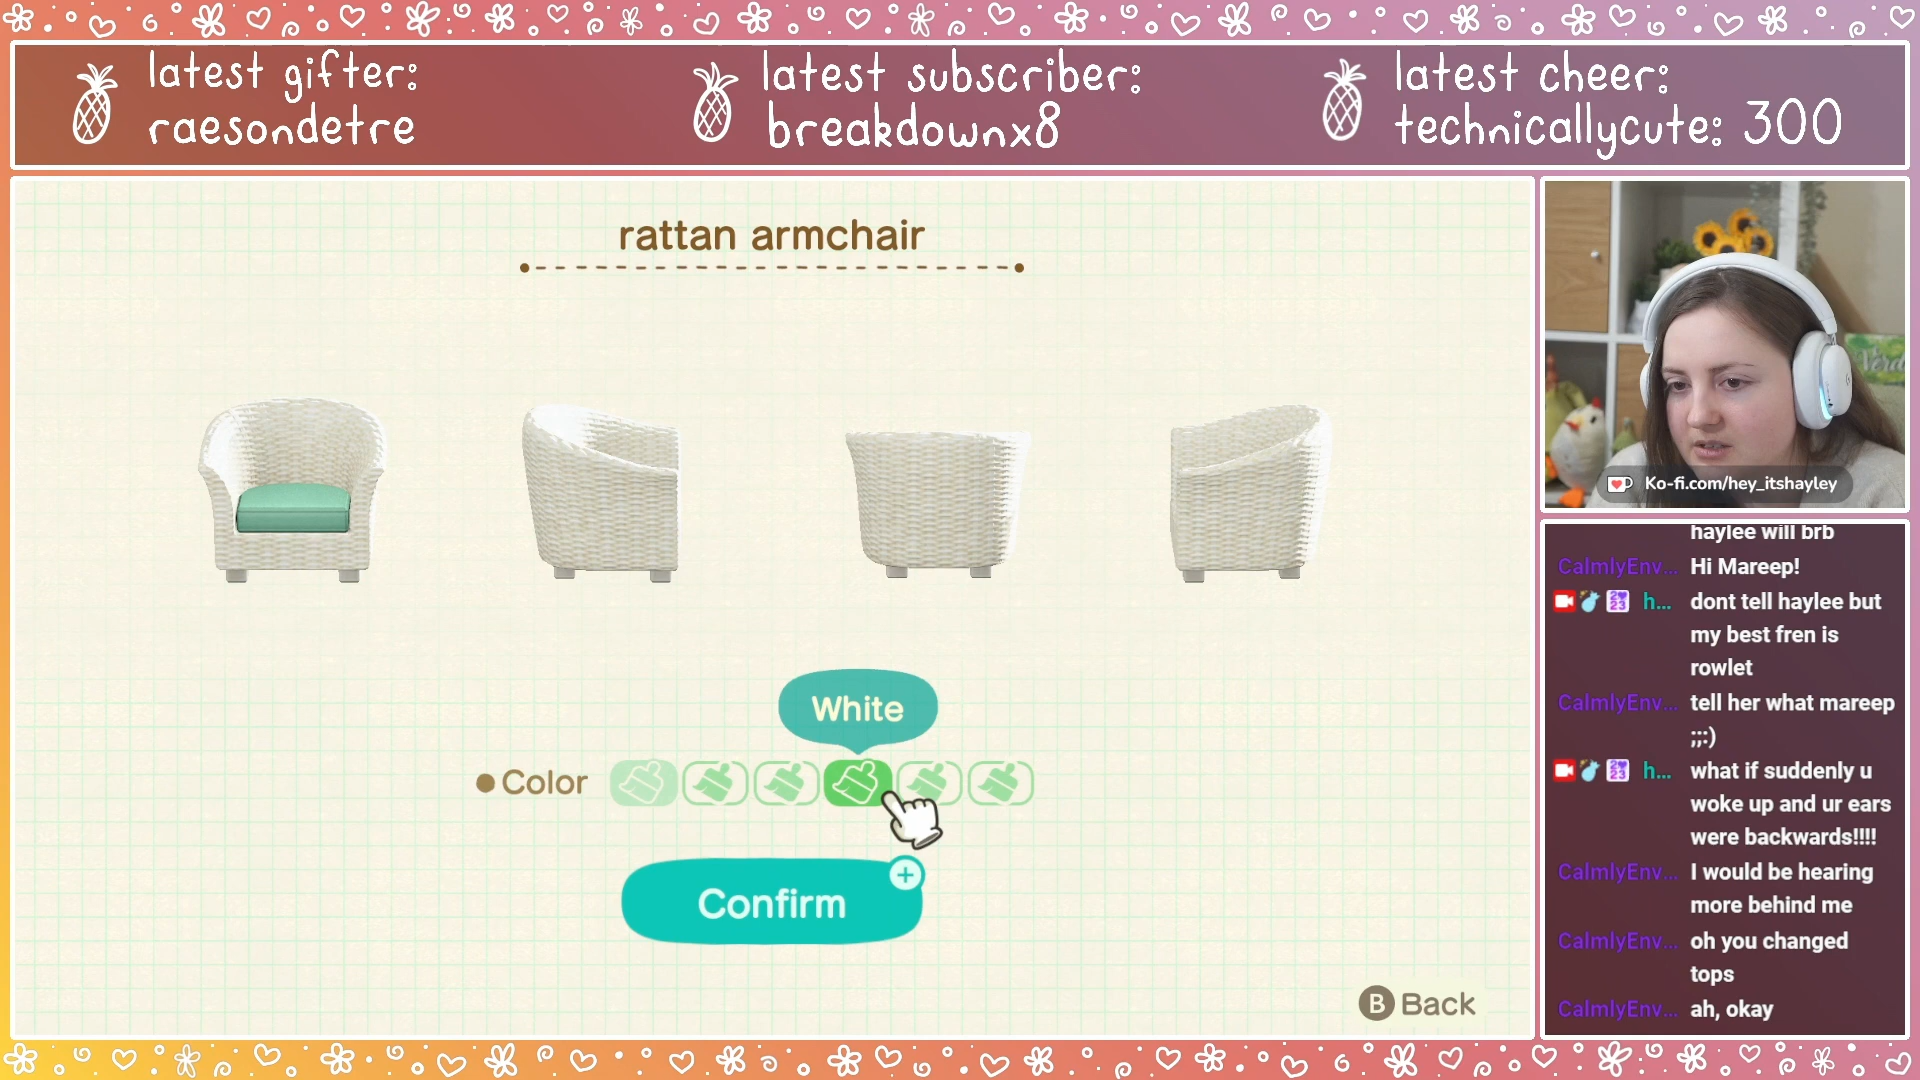 latest gifter:
raesondetre
latest subscriber:
breakdownx8
latest cheer:
technicallycute: 300
rattan armchair
White
Color
Confirm
B Back
Ko-fi.com/hey_itshayley
haylee will brb
CalmlyEnv... Hi Mareep!
h... dont tell haylee but
my best fren is
rowlet
CalmlyEnv... tell her what mareep
;;:)
h... what if suddenly u
woke up and ur ears
were backwards!!!!
CalmlyEnv... I would be hearing
more behind me
CalmlyEnv... oh you changed
tops
CalmlyEnv... ah, okay